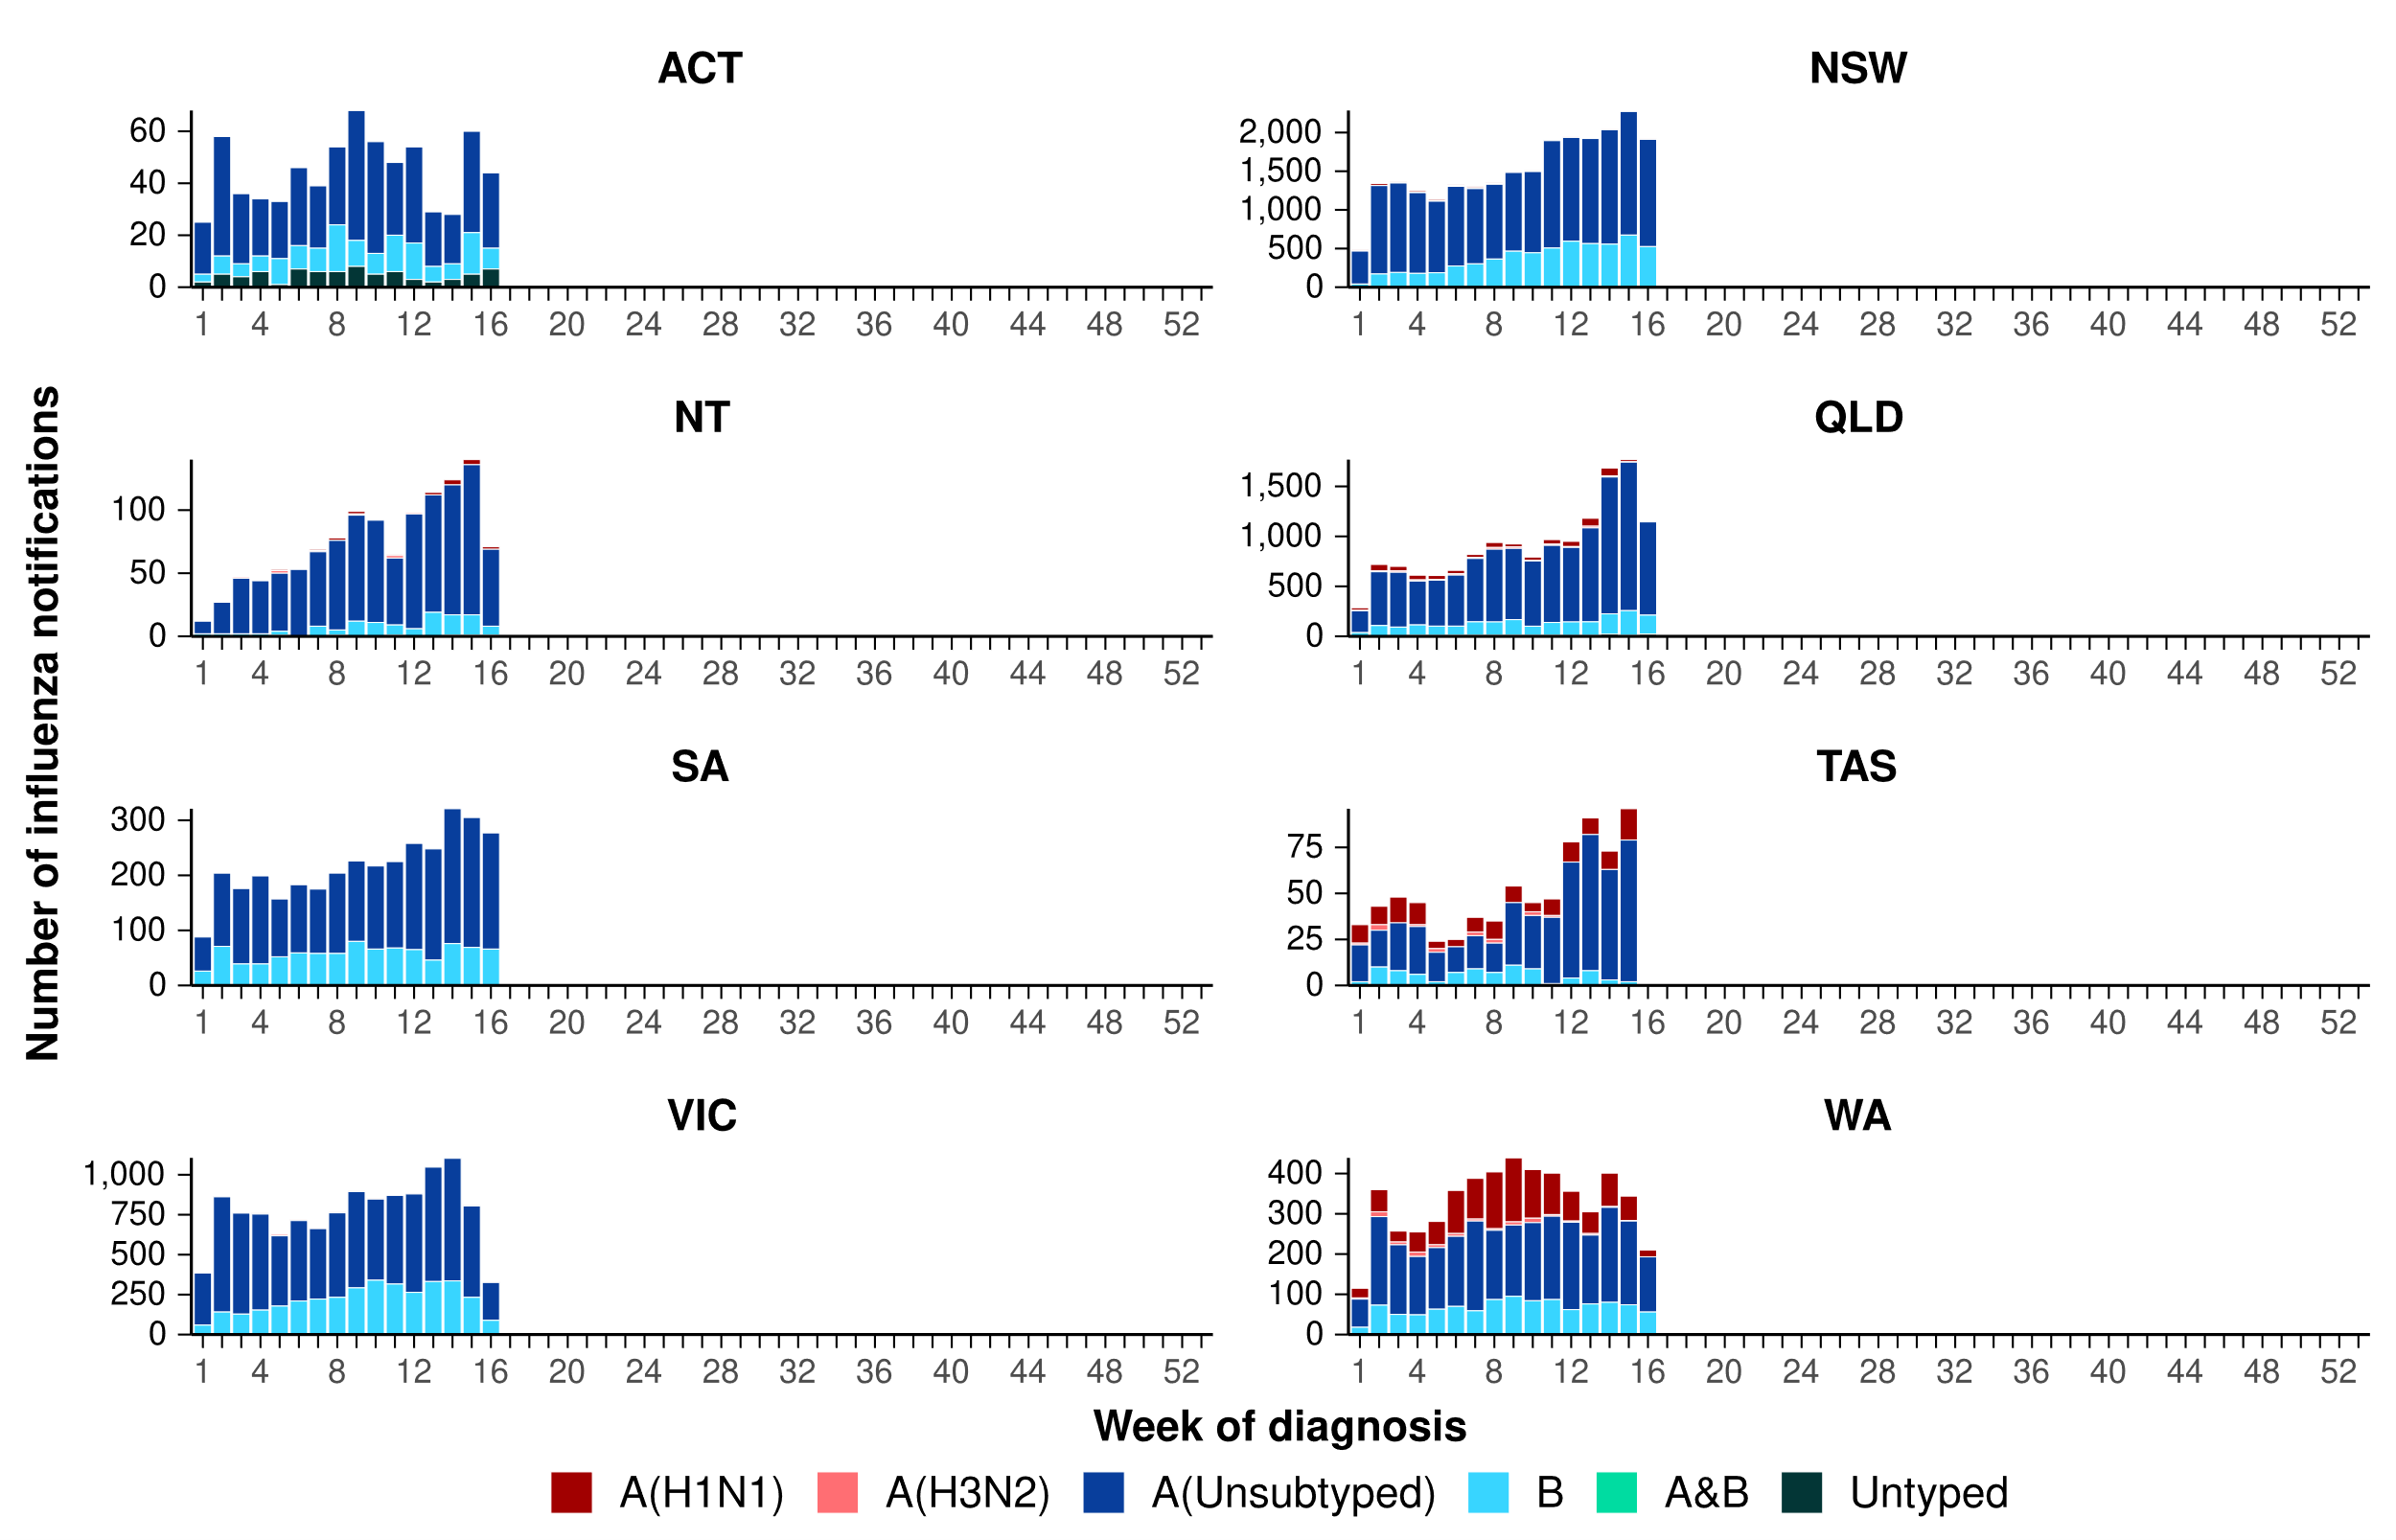 ACT
NSW
60
40
20
0
1 4 8 12 16 20 24 28 32 36 40 44 48 52
2,000
1,500
1,000
500
0
1 4 8 12 16 20 24 28 32 36 40 44 48 52
NT
QLD
100
50
0
1 4 8 12 16 20 24 28 32 36 40 44 48 52
1,500
1,000
500
0
1 4 8 12 16 20 24 28 32 36 40 44 48 52
Number of influenza notifications
SA
TAS
300
200
100
0
1 4 8 12 16 20 24 28 32 36 40 44 48 52
75
50
25
0
1 4 8 12 16 20 24 28 32 36 40 44 48 52
VIC
WA
1,000
750
500
250
0
1 4 8 12 16 20 24 28 32 36 40 44 48 52
400
300
200
100
0
1 4 8 12 16 20 24 28 32 36 40 44 48 52
Week of diagnosis
A(H1N1) A(H3N2) A(Unsubtyped) B A&B Untyped